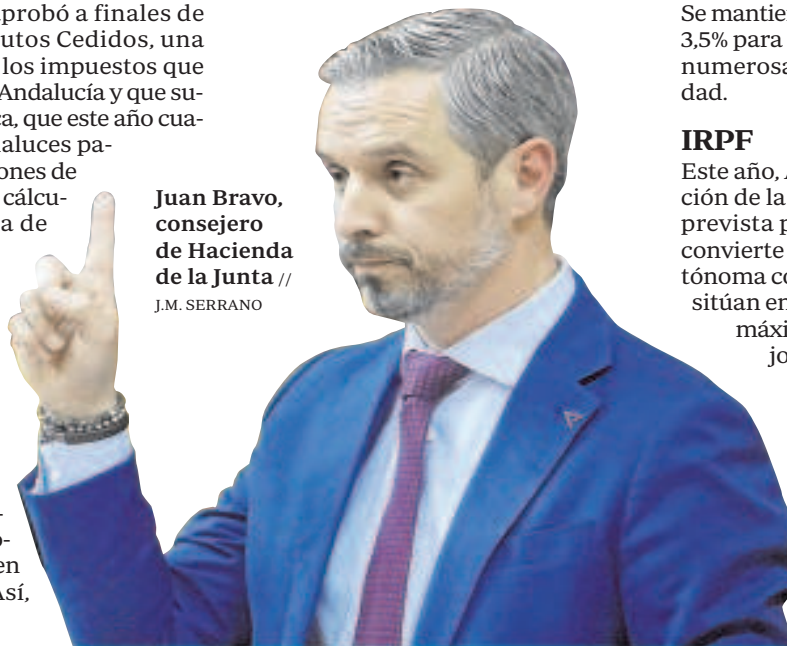 probó a finales de
utos Cedidos, una
los impuestos que
Andalucía y que su-
ca, que este año cua-
aluces pa-
ones de
cálcu-
a de
Juan Bravo,
consejero
de Hacienda
de la Junta //
J.M. SERRANO
-
o-
en
Así,
Se mantie
3,5% para
numerosa
dad.
IRPF
Este año, A
ción de la
prevista p
convierte
tónoma co
sitúan en
máxi
jo